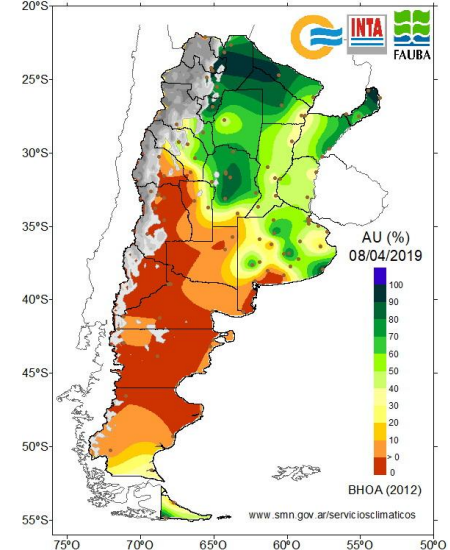 20°S
25°S
30°S
35°S
40°S
45°S
50°S
55°S
INTA
FAUBA
AU (%)
08/04/2019
100
90
80
70
60
50
40
30
20
10
> 0
0
BHOA (2012)
www.smn.gov.ar/serviciosclimaticos
75°O 70°O 65°O 60°O 55°O 50°O